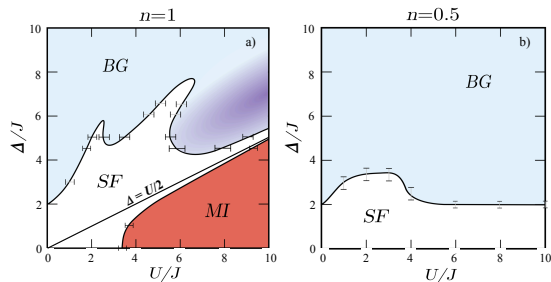 n=1
n=0.5
a)
b)
BG
BG
SF
SF
Δ = U/2
MI
Δ/J
Δ/J
10
8
6
4
2
0
10
8
6
4
2
0
0 2 4 6 8 10
0 2 4 6 8 10
U/J
U/J